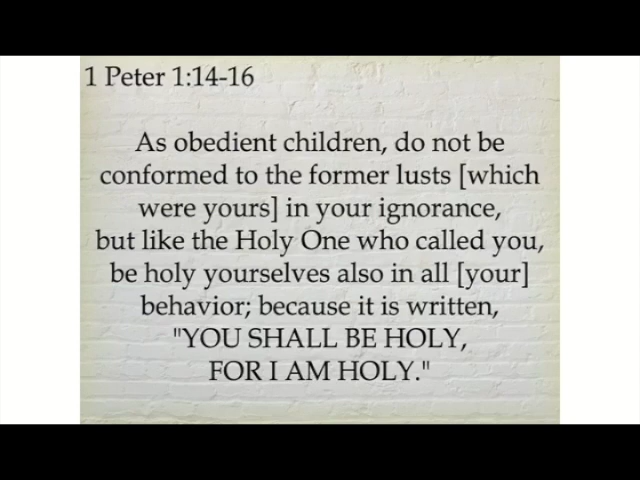 1 Peter 1:14-16
As obedient children, do not be
conformed to the former lusts [which
were yours] in your ignorance,
but like the Holy One who called you,
be holy yourselves also in all [your]
behavior; because it is written,
"YOU SHALL BE HOLY,
FOR I AM HOLY."